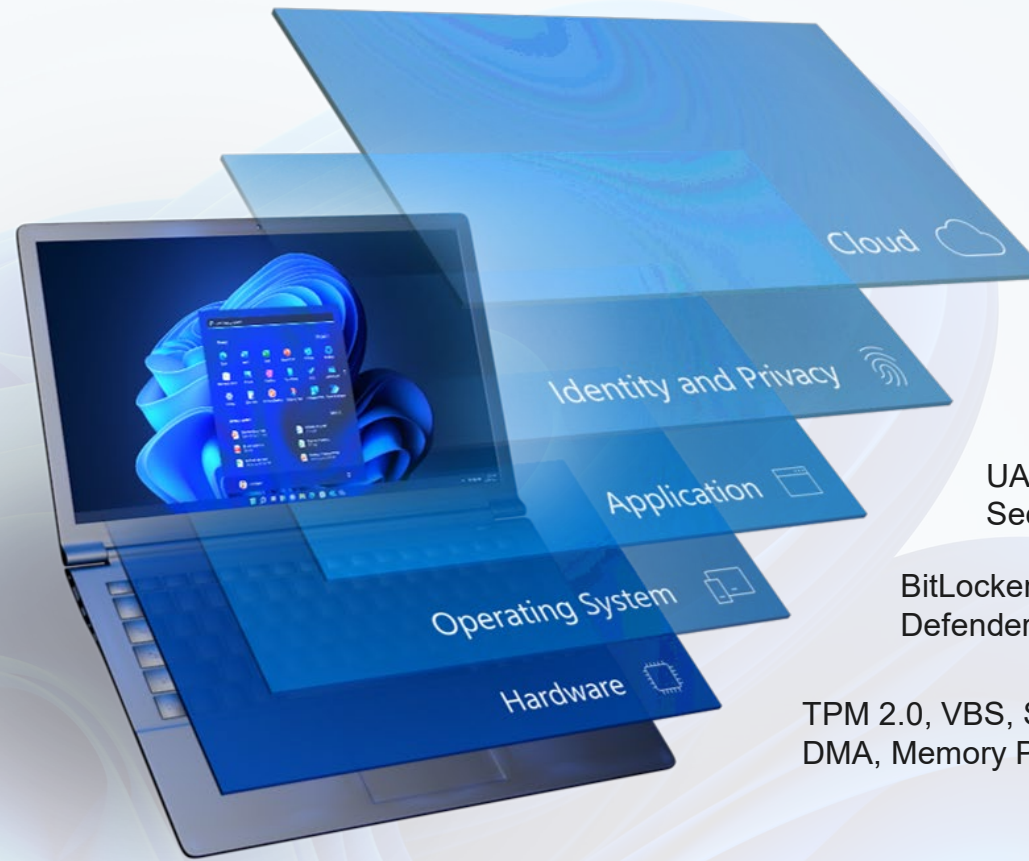 Cloud
Identity and Privacy
Application
UA
Sec
Operating System
BitLocker
Defender
Hardware
TPM 2.0, VBS, S
DMA, Memory P